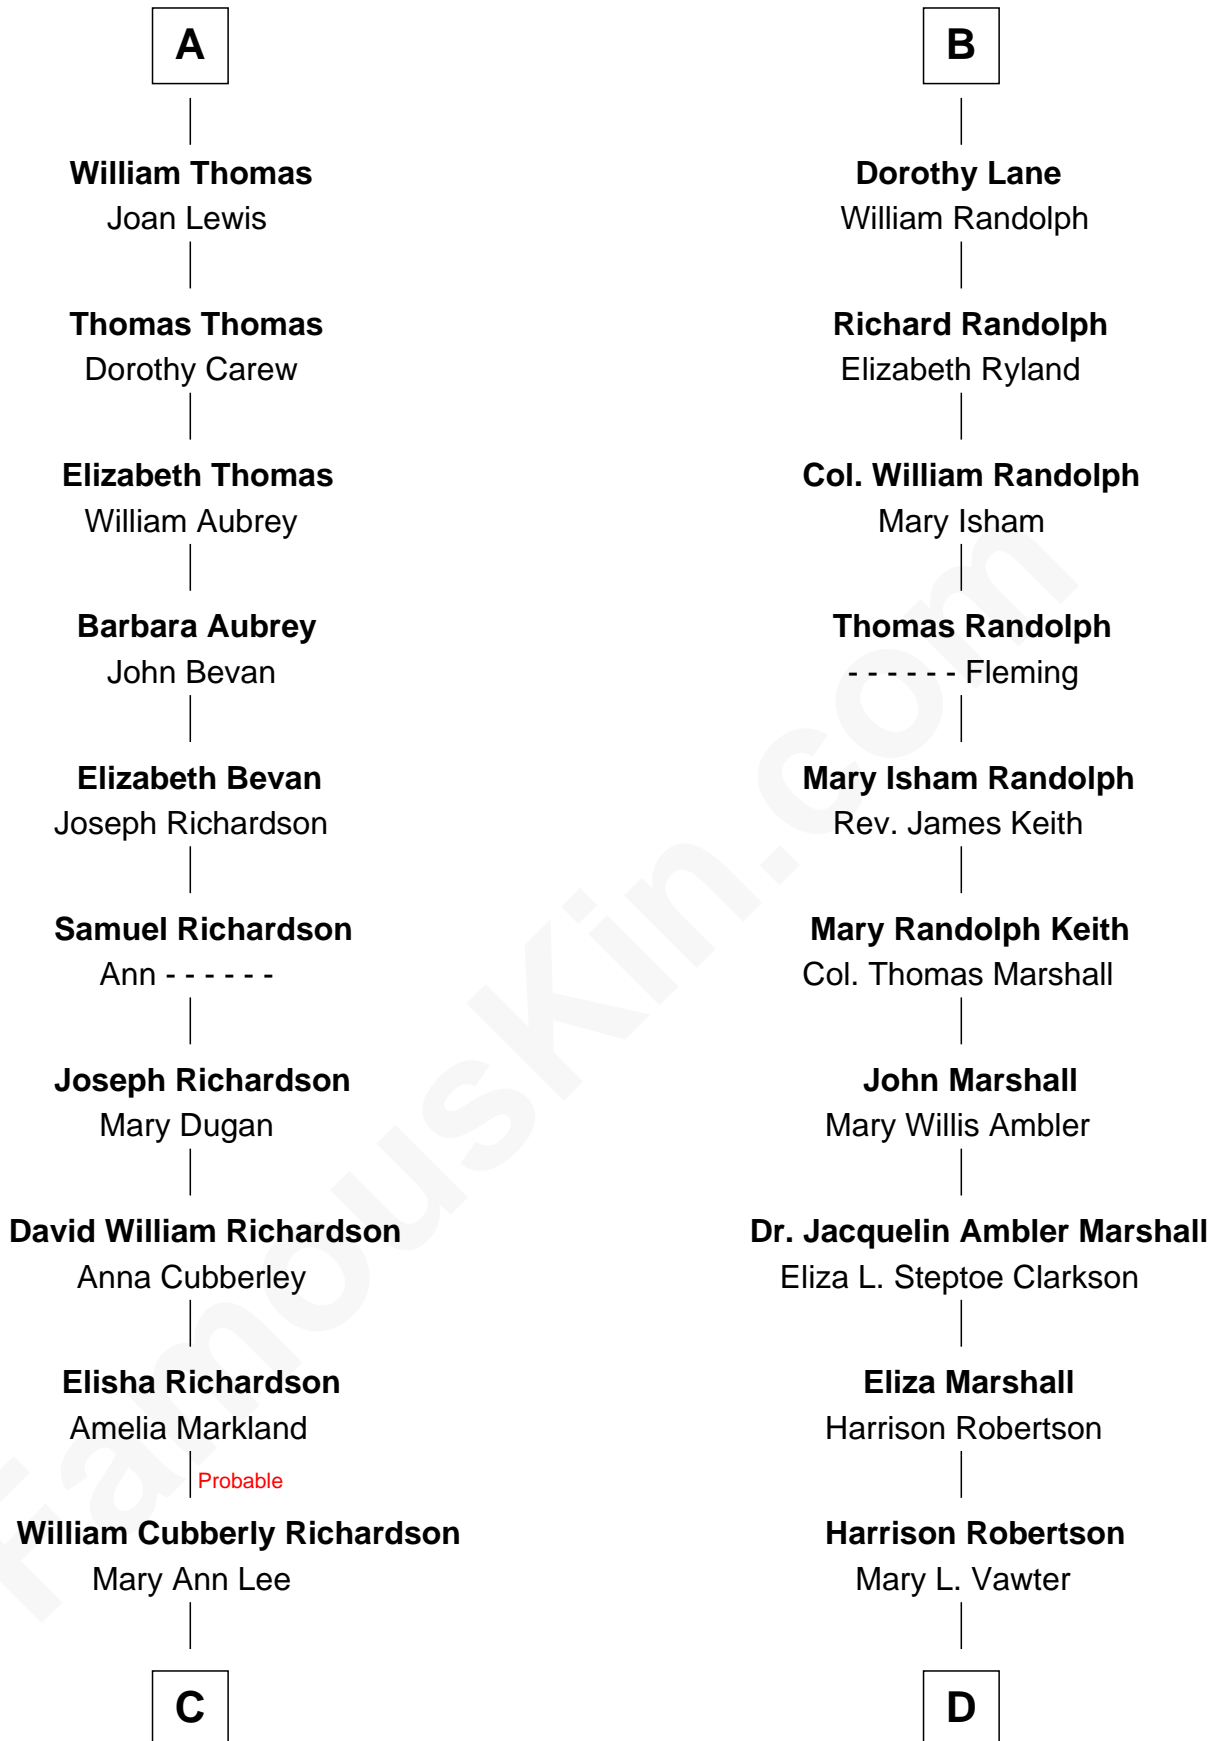 A
William Thomas
Joan Lewis
Thomas Thomas
Dorothy Carew
Elizabeth Thomas
William Aubrey
Barbara Aubrey
John Bevan
Elizabeth Bevan
Joseph Richardson
Samuel Richardson
Ann - - - - - -
Joseph Richardson
Mary Dugan
David William Richardson
Anna Cubberley
Elisha Richardson
Amelia Markland
Probable
William Cubberly Richardson
Mary Ann Lee
C
B
Dorothy Lane
William Randolph
Richard Randolph
Elizabeth Ryland
Col. William Randolph
Mary Isham
Thomas Randolph
- - - - - - Fleming
Mary Isham Randolph
Rev. James Keith
Mary Randolph Keith
Col. Thomas Marshall
John Marshall
Mary Willis Ambler
Dr. Jacquelin Ambler Marshall
Eliza L. Steptoe Clarkson
Eliza Marshall
Harrison Robertson
Harrison Robertson
Mary L. Vawter
D
FamousKin.com